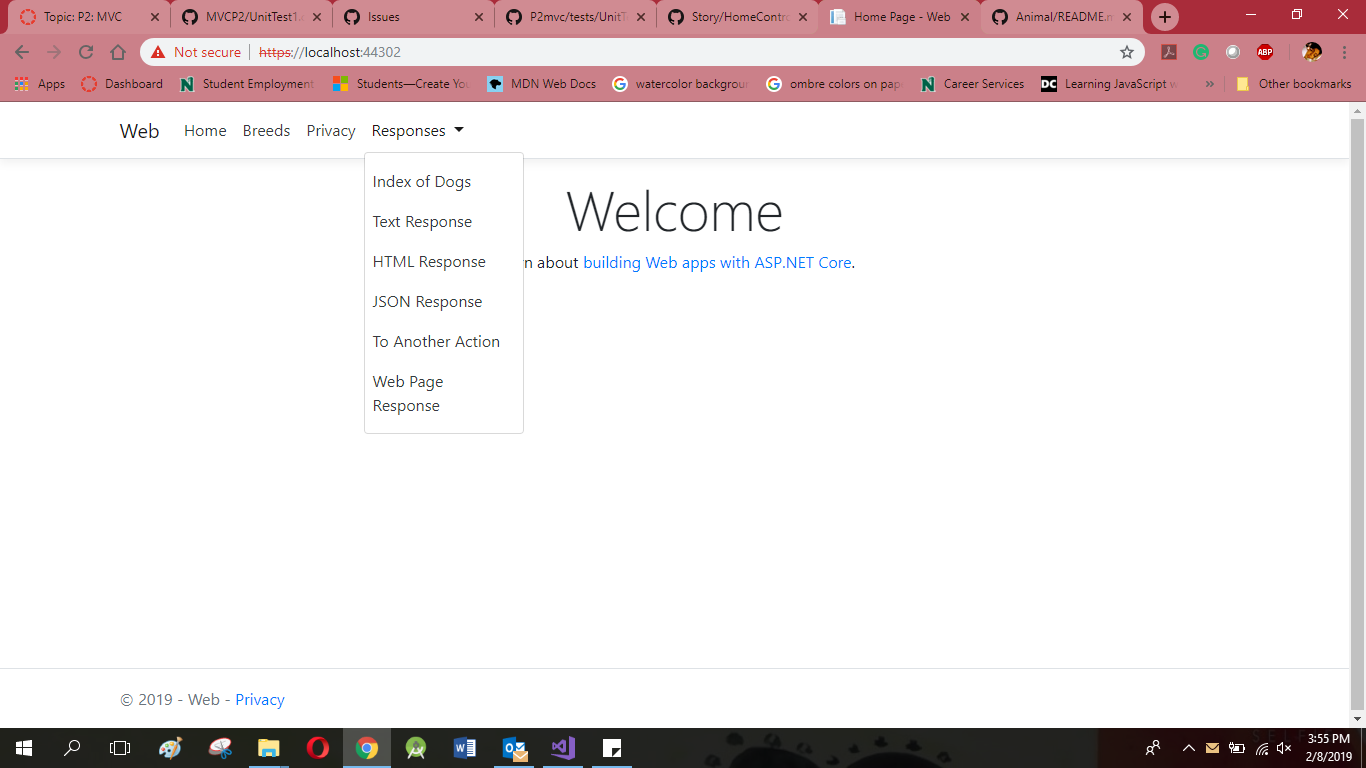 Topic: P2: MVC
MVCP2/UnitTest1.
Issues
P2mvc/tests/UnitT
Story/HomeContro
Home Page - Web
Animal/README.m
Not secure
https://localhost:44302
ABP
Apps
Dashboard
Student Employment
Students—Create Yo
MDN Web Docs
watercolor backgroun
ombre colors on pap
Career Services
DC
Learning JavaScript w
»
Other bookmarks
Web
Home
Breeds
Privacy
Responses
Index of Dogs
Text Response
HTML Response
JSON Response
To Another Action
Web Page
Response
Welcome
n about building Web apps with ASP.NET Core.
© 2019 - Web - Privacy
3:55 PM
2/8/2019